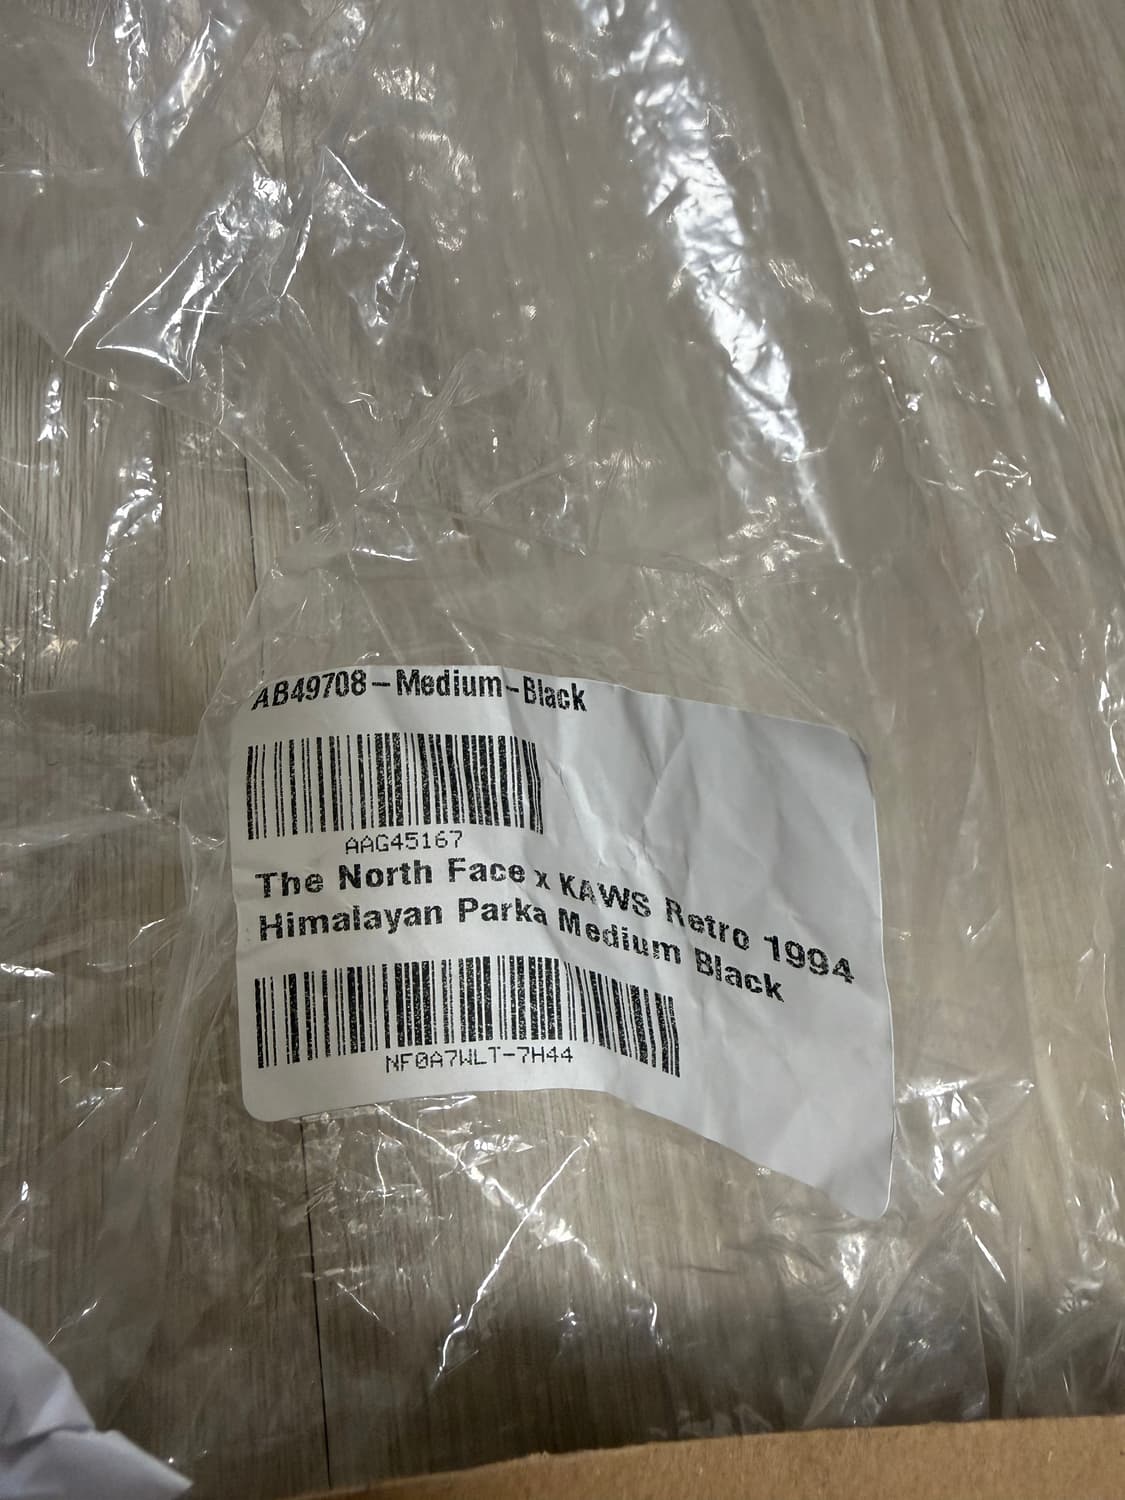 AB49708-Medium-Black
AAG45167
The North Face x KAWS Retro 1994
Himalayan Parka Medium Black
NF0A7WLT-7H44